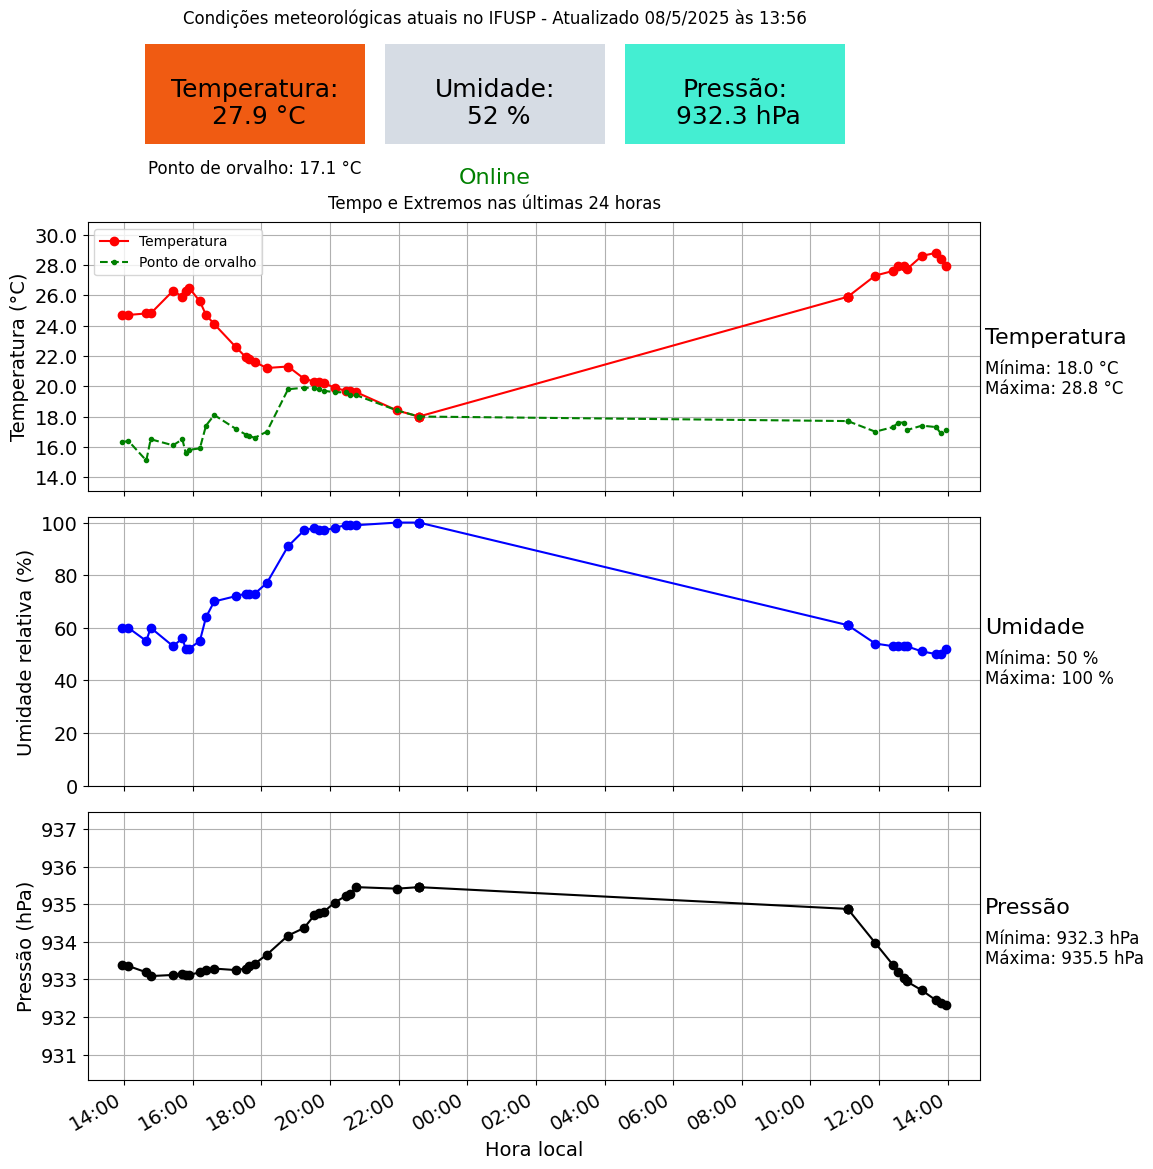 Condições meteorológicas atuais no IFUSP - Atualizado 08/5/2025 às 13:56
Temperatura:
27.9 °C
Umidade:
52 %
Pressão:
932.3 hPa
Ponto de orvalho: 17.1 °C
Online
Tempo e Extremos nas últimas 24 horas
Temperatura (°C)
30.0
28.0
26.0
24.0
22.0
20.0
18.0
16.0
14.0
Temperatura
Ponto de orvalho
Temperatura
Mínima: 18.0 °C
Máxima: 28.8 °C
Umidade relativa (%)
100
80
60
40
20
0
Umidade
Mínima: 50 %
Máxima: 100 %
Pressão (hPa)
937
936
935
934
933
932
931
Pressão
Mínima: 932.3 hPa
Máxima: 935.5 hPa
14:00 16:00 18:00 20:00 22:00 00:00 02:00 04:00 06:00 08:00 10:00 12:00 14:00
Hora local